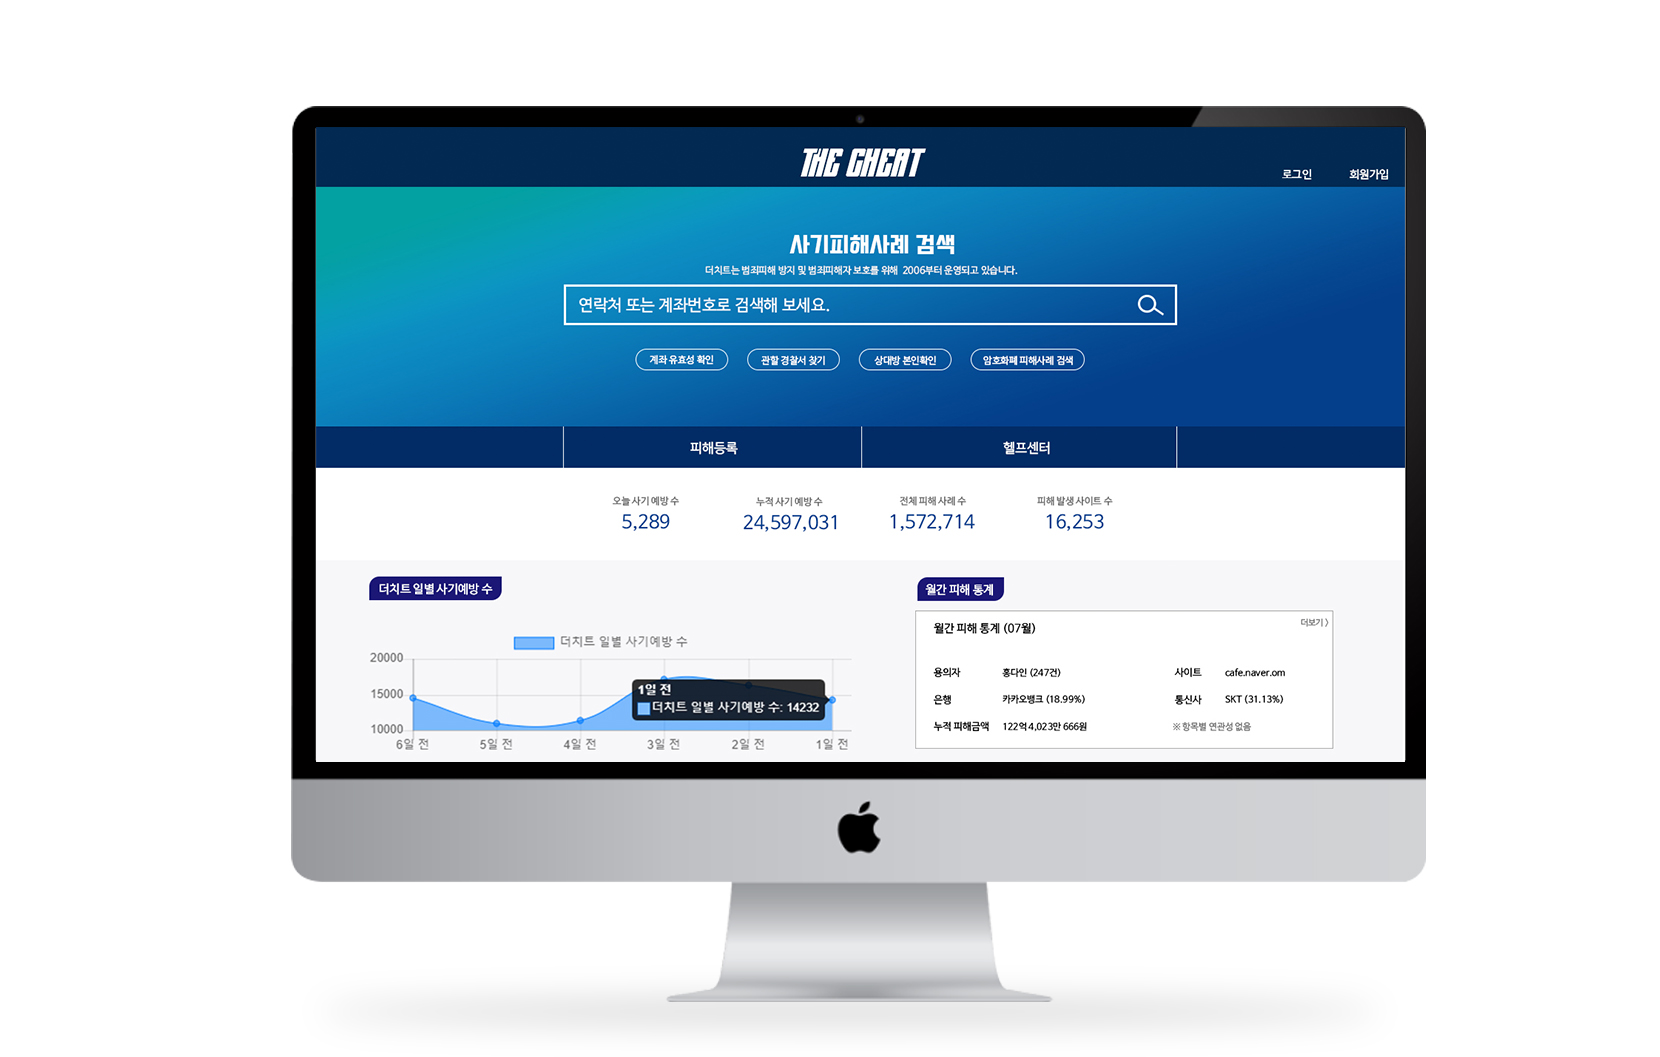 THE CHEAT
로그인 회원가입
사기피해사례 검색
더치트는 범죄피해 방지 및 범죄피해자 보호를 위해 2006부터 운영되고 있습니다.
연락처 또는 계좌번호로 검색해 보세요.
계좌 유효성 확인 관할 경찰서 찾기 상대방 본인확인 암호화폐 피해사례 검색
피해등록 헬프센터
오늘 사기 예방 수 누적 사기 예방 수 전체 피해 사례 수 피해 발생 사이트 수
5,289 24,597,031 1,572,714 16,253
더치트 일별 사기예방 수
더치트 일별 사기예방 수
20000
15000
10000
1일 전
더치트 일별 사기예방 수: 14232
6일 전 5일 전 4일 전 3일 전 2일 전 1일 전
월간 피해 통계
월간 피해 통계 (07월) 더보기 〉
용의자 홍다인 (247건) 사이트 cafe.naver.om
은행 카카오뱅크 (18.99%) 통신사 SKT (31.13%)
누적 피해금액 122억 4,023만 666원 ※ 항목별 연관성 없음